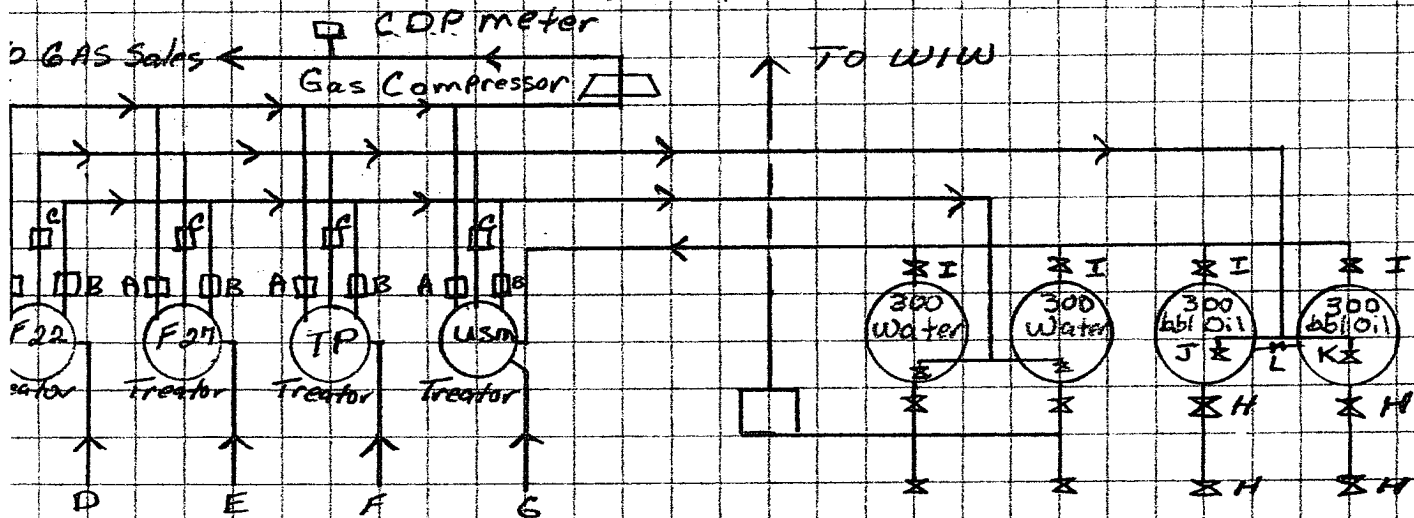 CDP meter
O GAS Sales
TO WIW
Gas Compressor
C C C C
B A B A B A B
I I I I
F22 F27 TP USM
300 Water
300 Water
300 bbl Oil
300 bbl Oil
J L K
eator Treator Treator Treator
H H
D E F G
H H